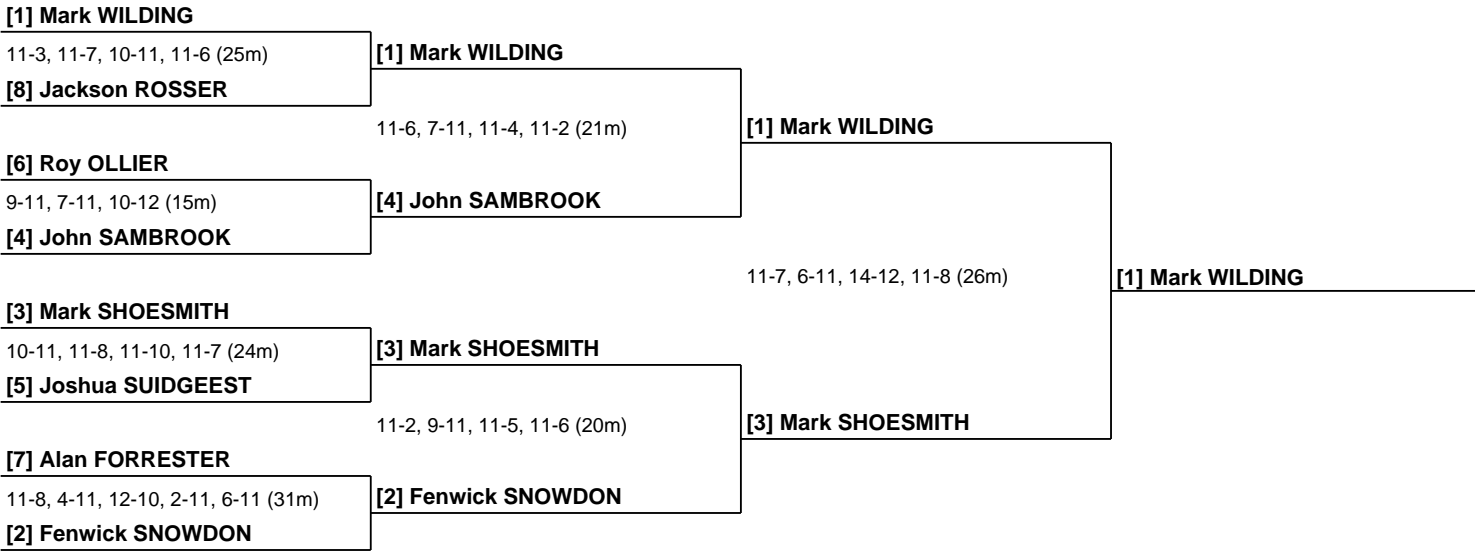 [1] Mark WILDING
11-3, 11-7, 10-11, 11-6 (25m)
[8] Jackson ROSSER
[1] Mark WILDING
11-6, 7-11, 11-4, 11-2 (21m)
[6] Roy OLLIER
9-11, 7-11, 10-12 (15m)
[4] John SAMBROOK
[4] John SAMBROOK
[1] Mark WILDING
11-7, 6-11, 14-12, 11-8 (26m)
[1] Mark WILDING
[3] Mark SHOESMITH
10-11, 11-8, 11-10, 11-7 (24m)
[5] Joshua SUIDGEEST
[3] Mark SHOESMITH
11-2, 9-11, 11-5, 11-6 (20m)
[3] Mark SHOESMITH
[7] Alan FORRESTER
11-8, 4-11, 12-10, 2-11, 6-11 (31m)
[2] Fenwick SNOWDON
[2] Fenwick SNOWDON